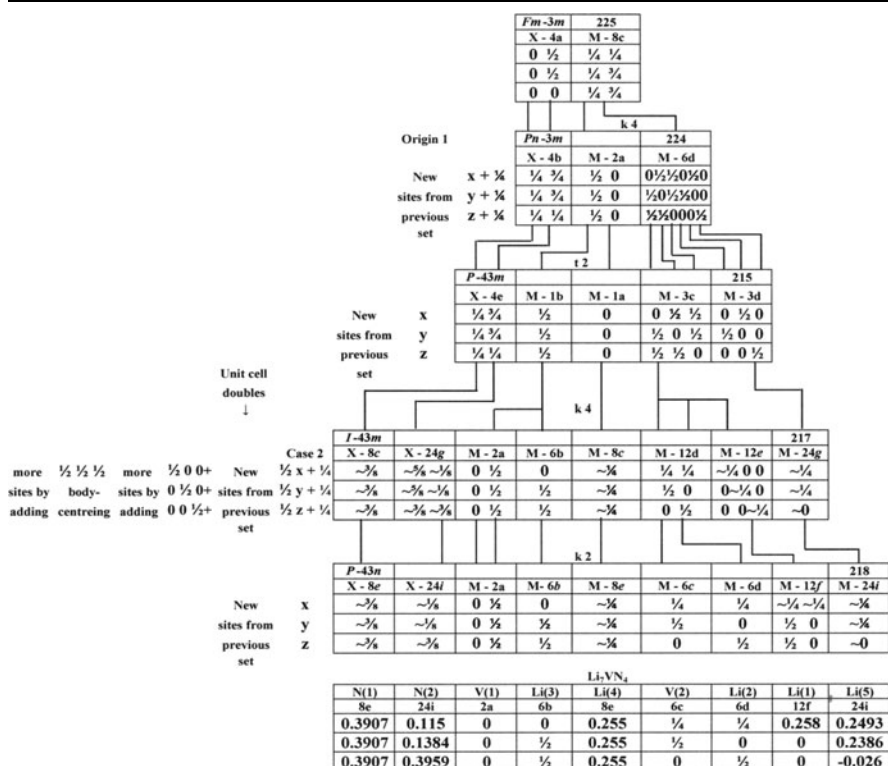 Fm-3m 225
X - 4a M - 8c
0 ½ ¼ ¼
0 ½ ¼ ¾
0 0 ¼ ¾
k 4
Origin 1 Pn-3m 224
X - 4b M - 2a M - 6d
New x + ¼ ¼ ¾ ½ 0 0½½0½0
sites from y + ¼ ¼ ¾ ½ 0 ½0½½00
previous z + ¼ ¼ ¼ ½ 0 ½½000½
set
t 2
P-43m 215
X - 4e M - 1b M - 1a M - 3c M - 3d
New x ¼ ¾ ½ 0 0 ½ ½ 0 ½ 0
sites from y ¼ ¾ ½ 0 ½ 0 ½ ½ 0 0
previous z ¼ ¼ ½ 0 ½ ½ 0 0 0 ½
set
Unit cell
doubles
↓
k 4
I-43m 217
Case 2 X - 8c X - 24g M - 2a M - 6b M - 8c M - 12d M - 12e M - 24g
more ½ ½ ½ more ½ 0 0+ New ½ x + ¼ ~⅜ ~⅝ ~⅛ 0 ½ 0 ~¼ ¼ ¼ ~¼ 0 0 ~¼
sites by body- sites by 0 ½ 0+ sites from ½ y + ¼ ~⅜ ~⅝ ~⅛ 0 ½ ½ ~¼ ½ 0 0~¼ 0 ~¼
adding centreing adding 0 0 ½+ previous ½ z + ¼ ~⅜ ~⅜ ~⅜ 0 ½ ½ ~¼ 0 ½ 0 0~¼ ~0
set
k 2
P-43n 218
X - 8e X - 24i M - 2a M- 6b M - 8e M - 6c M - 6d M - 12f M - 24i
New x ~⅜ ~⅛ 0 ½ 0 ~¼ ¼ ¼ ~¼ ~¼ ~¼
sites from y ~⅜ ~⅛ 0 ½ ½ ~¼ ½ 0 ½ 0 ~¼
previous z ~⅜ ~⅜ 0 ½ ½ ~¼ 0 ½ ½ 0 ~0
set
Li₇VN₄
N(1) N(2) V(1) Li(3) Li(4) V(2) Li(2) Li(1) Li(5)
8e 24i 2a 6b 8e 6c 6d 12f 24i
0.3907 0.115 0 0 0.255 ¼ ¼ 0.258 0.2493
0.3907 0.1384 0 ½ 0.255 ½ 0 0 0.2386
0.3907 0.3959 0 ½ 0.255 0 ½ 0 -0.026